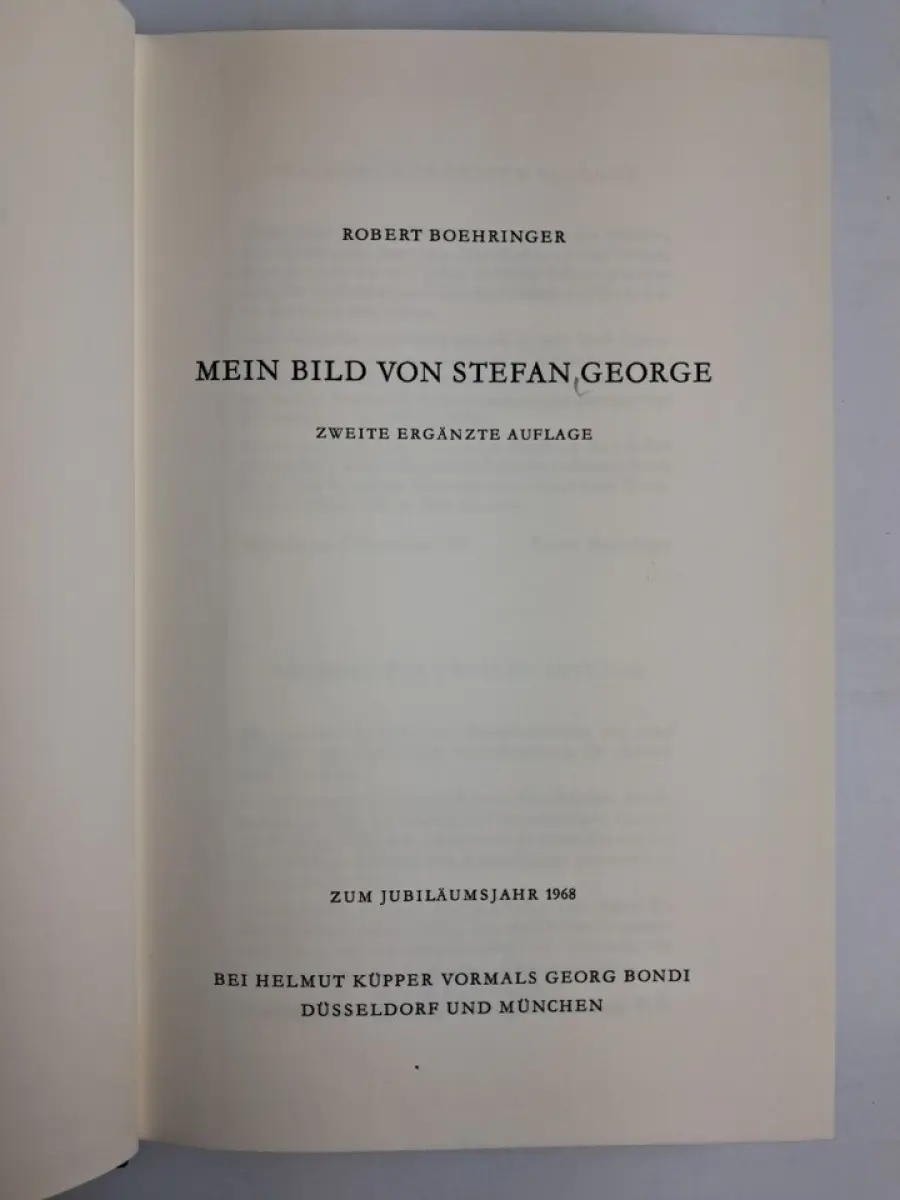 ROBERT BOEHRINGER
MEIN BILD VON STEFAN GEORGE
ZWEITE ERGÄNZTE AUFLAGE
ZUM JUBILÄUMSJAHR 1968
BEI HELMUT KÜPPER VORMALS GEORG BONDI
DÜSSELDORF UND MÜNCHEN